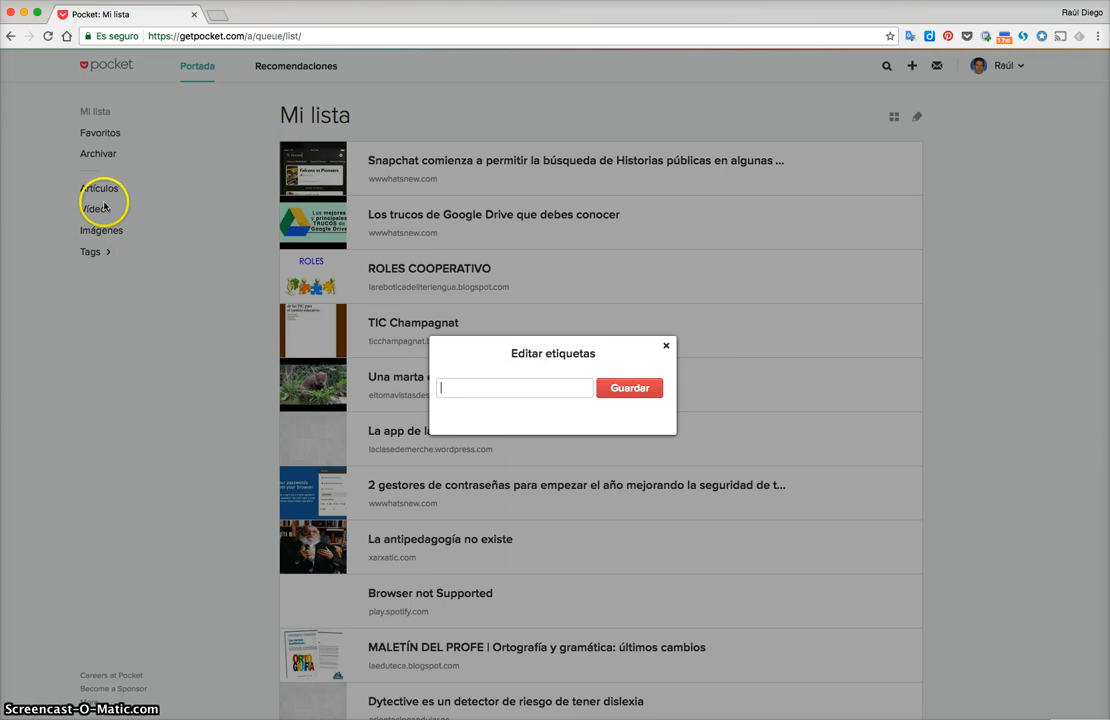 Pocket: Mi lista
Raúl Diego
Es seguro
https://getpocket.com/a/queue/list/
17m
pocket
Portada
Recomendaciones
Raúl
Mi lista
Favoritos
Archivar
Artículos
Vídeos
Imágenes
Tags
Mi lista
Snapchat comienza a permitir la búsqueda de Historias públicas en algunas ...
wwwhatsnew.com
Los trucos de Google Drive que debes conocer
wwwhatsnew.com
ROLES
ROLES COOPERATIVO
lareboticadeliterlengua.blogspot.com
TIC Champagnat
ticchampagnat.b
Una marta
eltomavistasdes
La app de la
laclasedemerche.wordpress.com
2 gestores de contraseñas para empezar el año mejorando la seguridad de t...
wwwhatsnew.com
La antipedagogía no existe
xarxatic.com
Browser not Supported
play.spotify.com
MALETÍN DEL PROFE | Ortografía y gramática: últimos cambios
laeduteca.blogspot.com
Dytective es un detector de riesgo de tener dislexia
Editar etiquetas
Guardar
Careers at Pocket
Become a Sponsor
Screencast-O-Matic.com